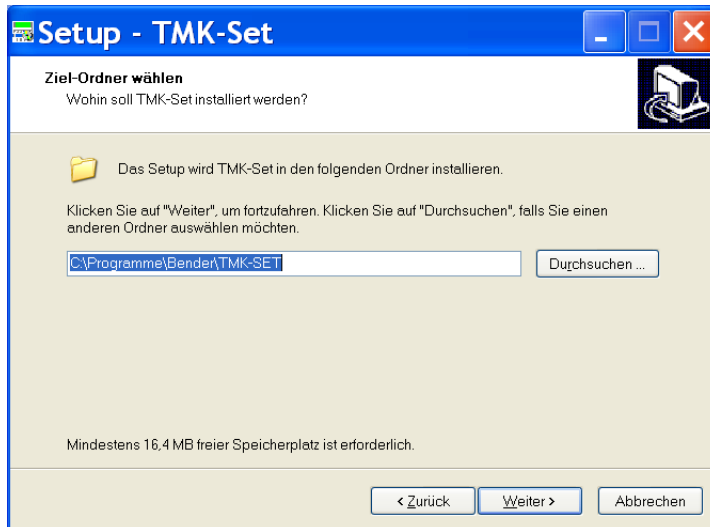 Setup - TMK-Set
Ziel-Ordner wählen
Wohin soll TMK-Set installiert werden?
Das Setup wird TMK-Set in den folgenden Ordner installieren.
Klicken Sie auf "Weiter", um fortzufahren. Klicken Sie auf "Durchsuchen", falls Sie einen
anderen Ordner auswählen möchten.
C:\Programme\Bender\TMK-SET
Durchsuchen ...
Mindestens 16,4 MB freier Speicherplatz ist erforderlich.
< Zurück
Weiter >
Abbrechen